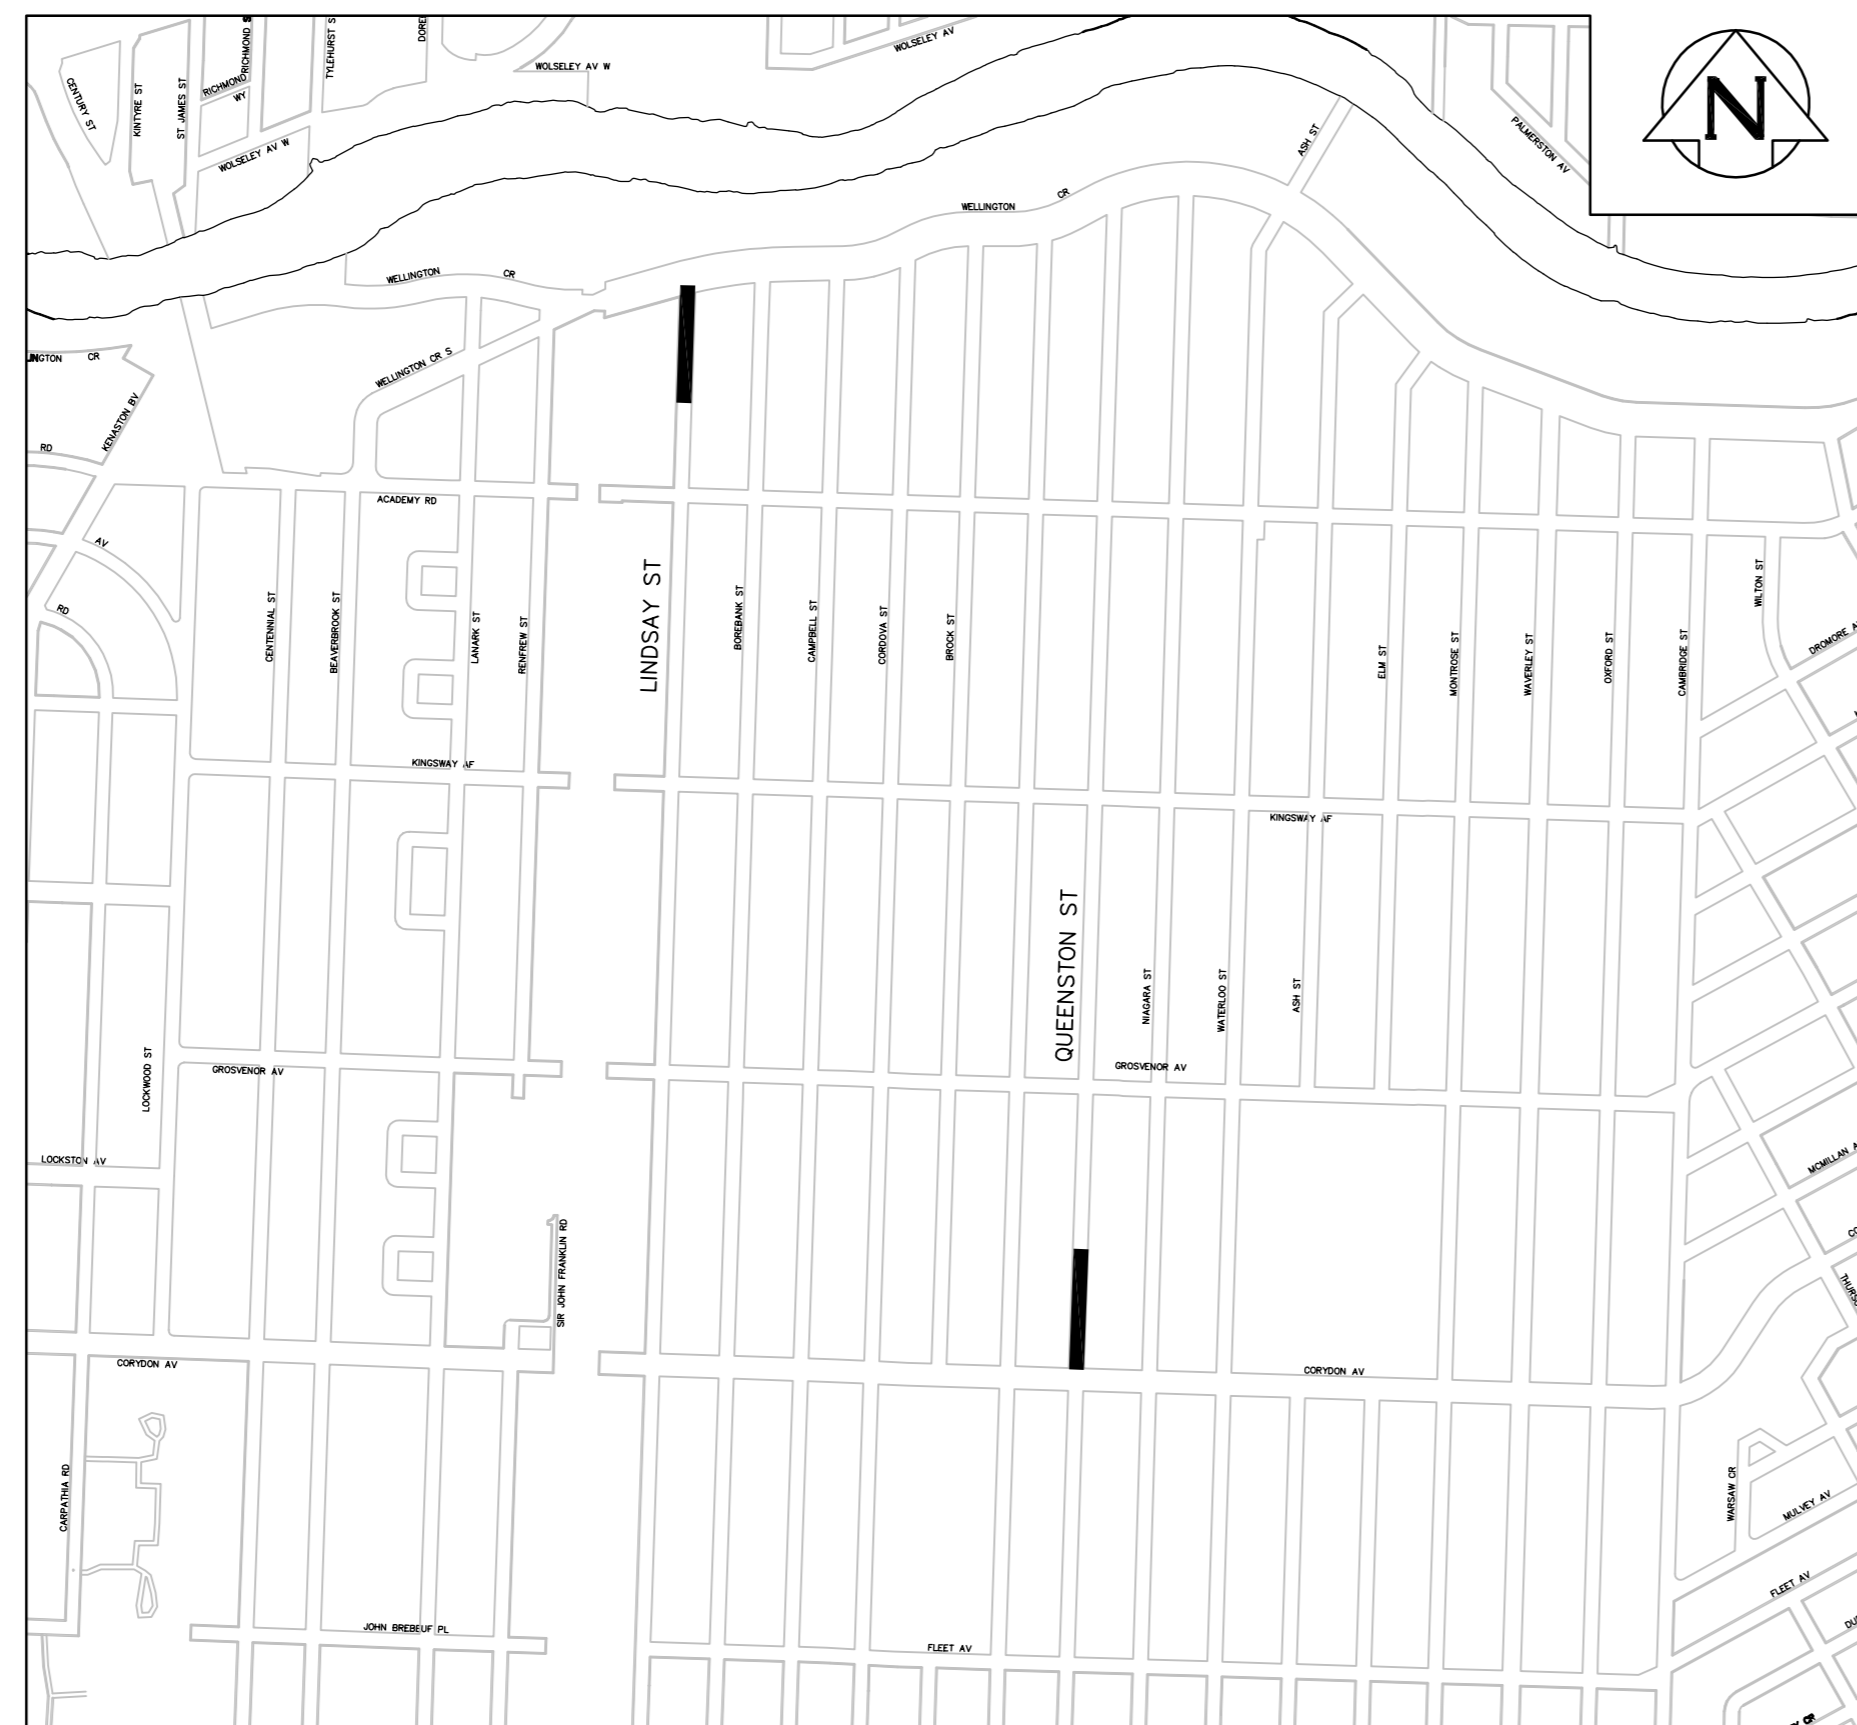 CENTURY ST
KINTYRE ST
ST JAMES ST
RICHMOND
WY
RICHMOND
TYLEHURST S
WOLSELEY AV W
WOLSELEY AV W
WOLSELEY AV
PALMERSTON AV
N
ASH ST
WELLINGTON CR
WELLINGTON CR
CR
KENASTON BV
WELLINGTON CR S
RD
ACADEMY RD
AV
RD
CENTENNIAL ST
BEAVERBROOK ST
LANARK ST
RENFREW ST
LINDSAY ST
BOREBANK ST
CAMPBELL ST
CORDOVA ST
BROCK ST
ELM ST
MONTROSE ST
WAVERLEY ST
OXFORD ST
CAMBRIDGE ST
WILTON ST
DROMORE A
KINGSWAY AF
KINGSWAY AF
QUEENSTON ST
NIAGARA ST
WATERLOO ST
ASH ST
LOCKWOOD ST
GROSVENOR AV
GROSVENOR AV
LOCKSTON AV
MCMILLAN A
SIR JOHN FRANKLIN RD
CORYDON AV
CORYDON AV
CARPATHIA RD
WARSAW CR
MULVEY AV
FLEET AV
JOHN BREBEUF PL
FLEET AV
CR